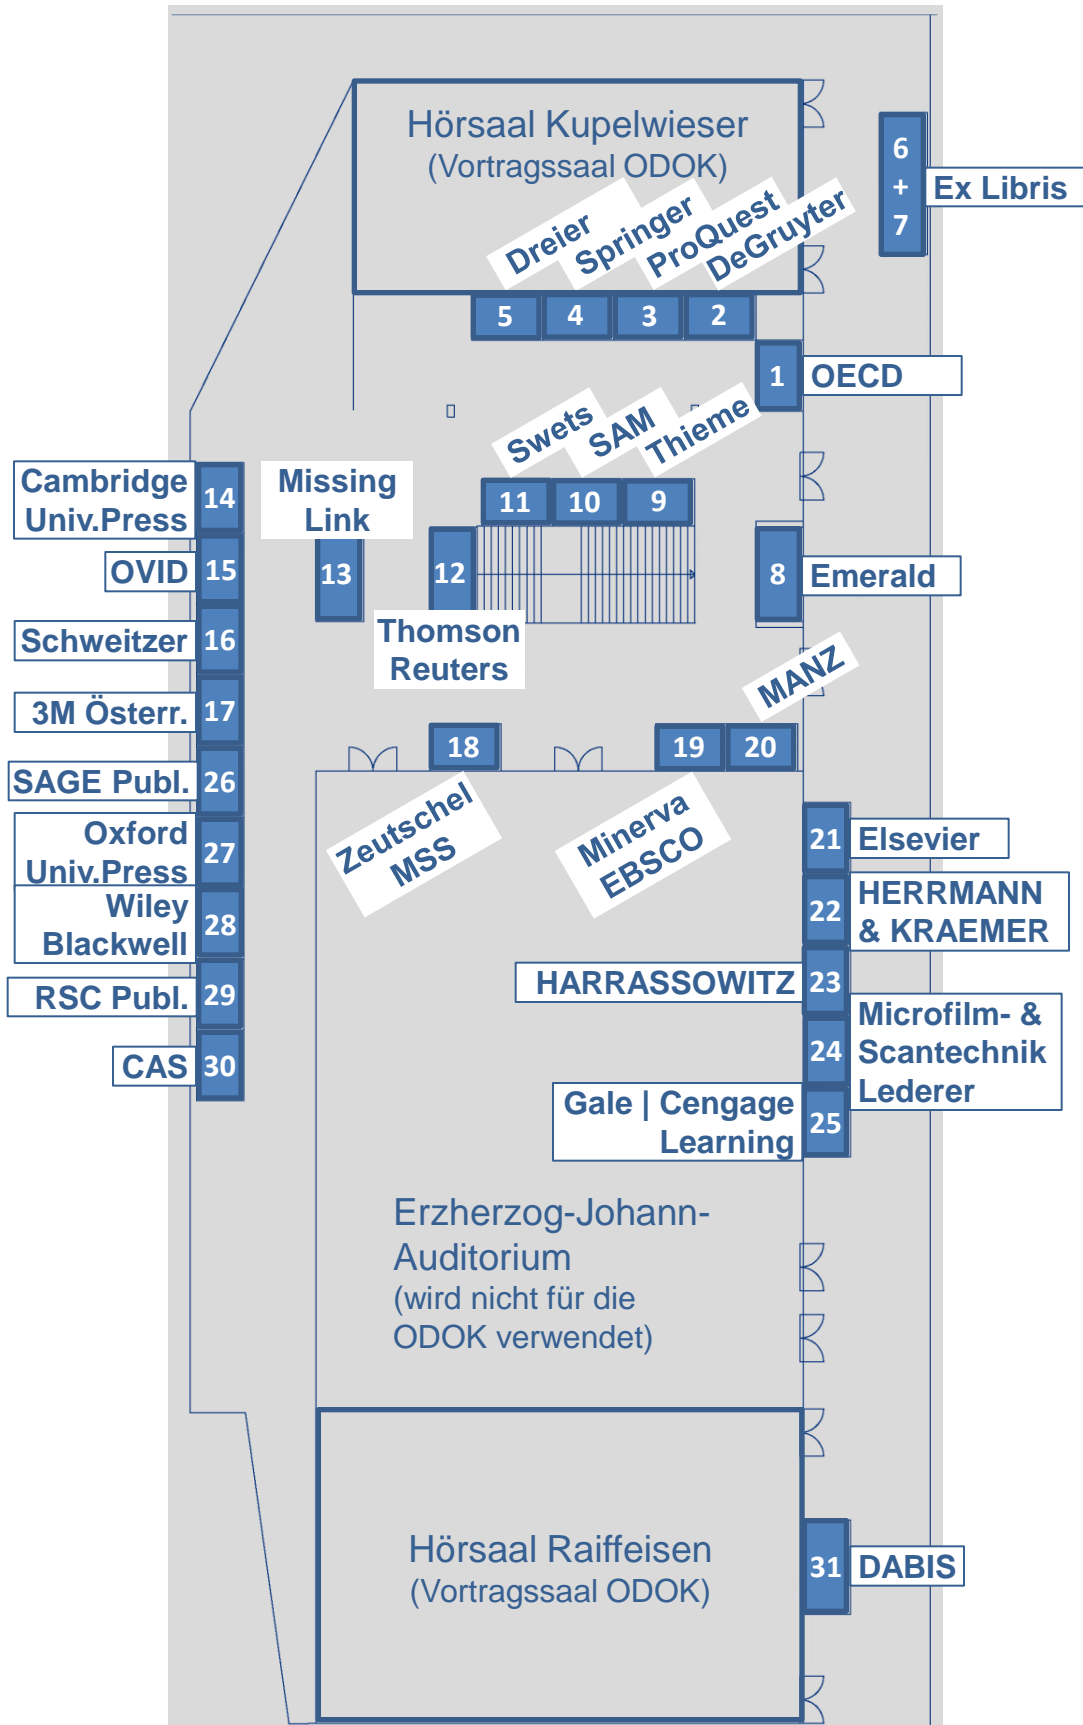 Hörsaal Kupelwieser
(Vortragssaal ODOK)
6
+
7
Ex Libris
Dreier
Springer
ProQuest
DeGruyter
5
4
3
2
1
OECD
Swets
SAM
Thieme
11
10
9
Cambridge
Univ.Press
14
Missing
Link
13
12
Thomson
Reuters
8
Emerald
OVID
15
Schweitzer
16
3M Österr.
17
MANZ
18
19
20
Zeutschel
MSS
Minerva
EBSCO
SAGE Publ.
26
Oxford
Univ.Press
27
Wiley
Blackwell
28
RSC Publ.
29
CAS
30
21
Elsevier
22
HERRMANN
& KRAEMER
HARRASSOWITZ
23
24
Microfilm- &
Scantechnik
Lederer
Gale | Cengage
Learning
25
Erzherzog-Johann-
Auditorium
(wird nicht für die
ODOK verwendet)
Hörsaal Raiffeisen
(Vortragssaal ODOK)
31
DABIS